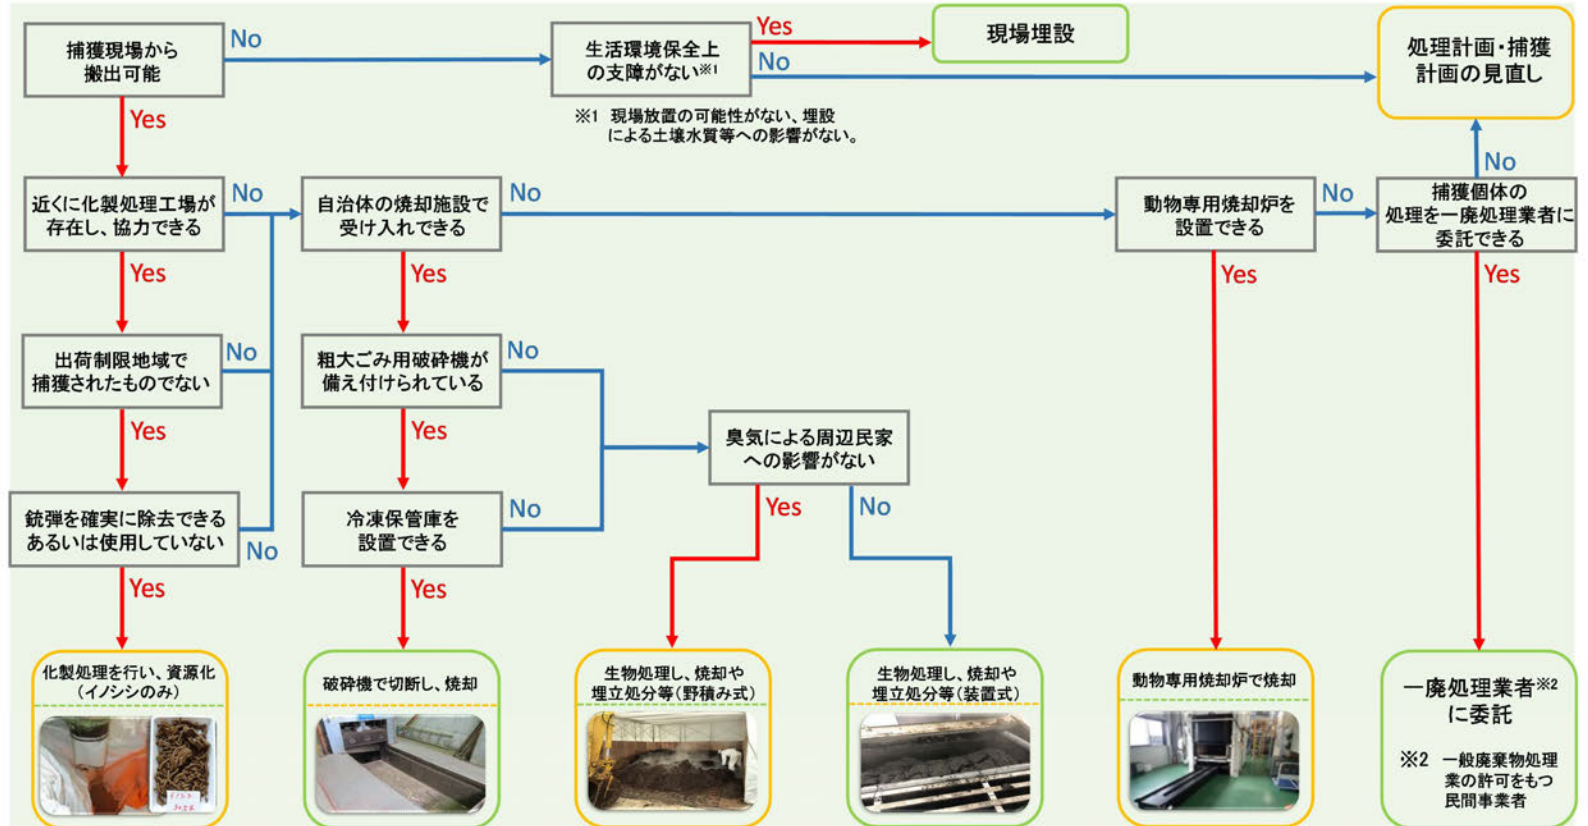 捕獲現場から
搬出可能
No
生活環境保全上
の支障がない※1
Yes
現場埋設
No
処理計画・捕獲
計画の見直し
Yes
※1 現場放置の可能性がない、埋設
による土壌水質等への影響がない。
No
近くに化製処理工場が
存在し、協力できる
No
自治体の焼却施設で
受け入れできる
No
動物専用焼却炉を
設置できる
No
捕獲個体の
処理を一廃処理業者に
委託できる
Yes
Yes
Yes
Yes
出荷制限地域で
捕獲されたものでない
No
粗大ごみ用破砕機が
備え付けられている
No
Yes
Yes
臭気による周辺民家
への影響がない
銃弾を確実に除去できる
あるいは使用していない
No
冷凍保管庫を
設置できる
No
Yes
No
Yes
Yes
化製処理を行い、資源化
(イノシシのみ)
破砕機で切断し、焼却
生物処理し、焼却や
埋立処分等(野積み式)
生物処理し、焼却や
埋立処分等(装置式)
動物専用焼却炉で焼却
一廃処理業者※2
に委託
※2 一般廃棄物処理
業の許可をもつ
民間事業者